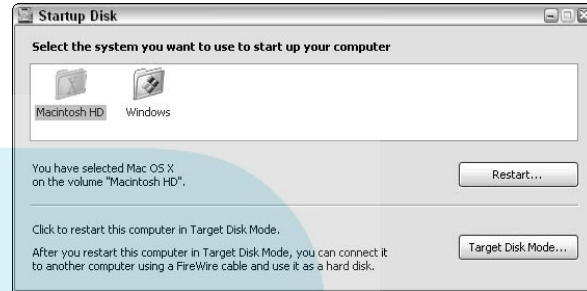 Startup Disk
Select the system you want to use to start up your computer
Macintosh HD
Windows
You have selected Mac OS X
on the volume "Macintosh HD".
Restart...
Click to restart this computer in Target Disk Mode.
After you restart this computer in Target Disk Mode, you can connect it
to another computer using a FireWire cable and use it as a hard disk.
Target Disk Mode...